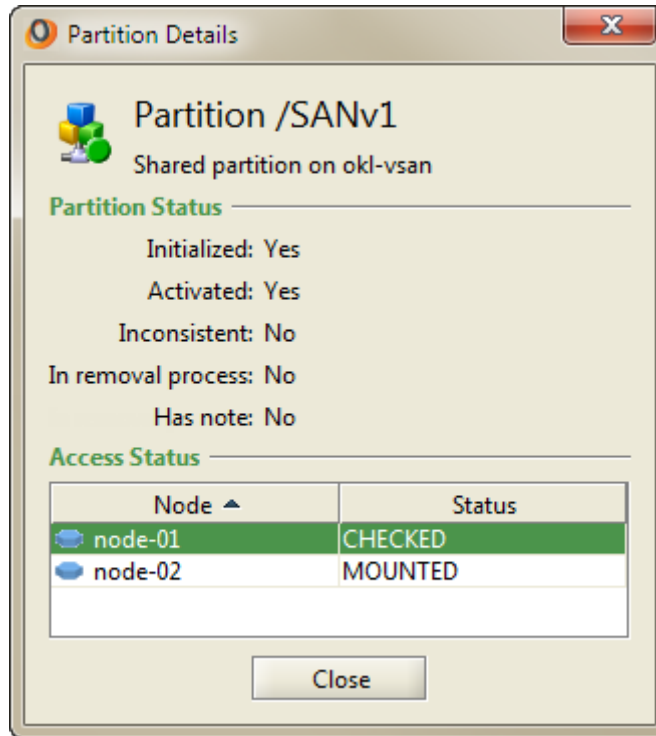 Partition Details
Partition /SANv1
Shared partition on okl-vsan
Partition Status
Initialized: Yes
Activated: Yes
Inconsistent: No
In removal process: No
Has note: No
Access Status
Node Status
node-01 CHECKED
node-02 MOUNTED
Close